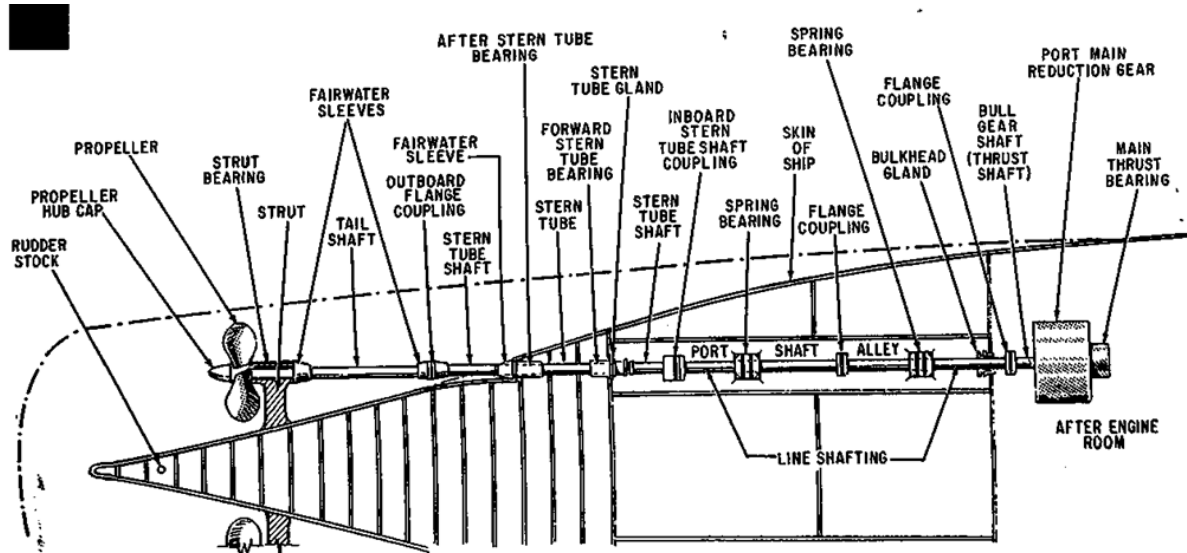 PROPELLER
PROPELLER
HUB CAP
RUDDER
STOCK
STRUT
BEARING
STRUT
FAIRWATER
SLEEVES
TAIL
SHAFT
OUTBOARD
FLANGE
COUPLING
FAIRWATER
SLEEVE
STERN
TUBE
SHAFT
AFTER STERN TUBE
BEARING
FORWARD
STERN
TUBE
BEARING
STERN
TUBE
STERN
TUBE GLAND
STERN
TUBE
SHAFT
INBOARD
STERN
TUBE SHAFT
COUPLING
SKIN
OF
SHIP
SPRING
BEARING
FLANGE
COUPLING
SPRING
BEARING
BULKHEAD
GLAND
FLANGE
COUPLING
BULL
GEAR
SHAFT
(THRUST
SHAFT)
PORT MAIN
REDUCTION GEAR
MAIN
THRUST
BEARING
PORT SHAFT ALLEY
LINE SHAFTING
AFTER ENGINE
ROOM